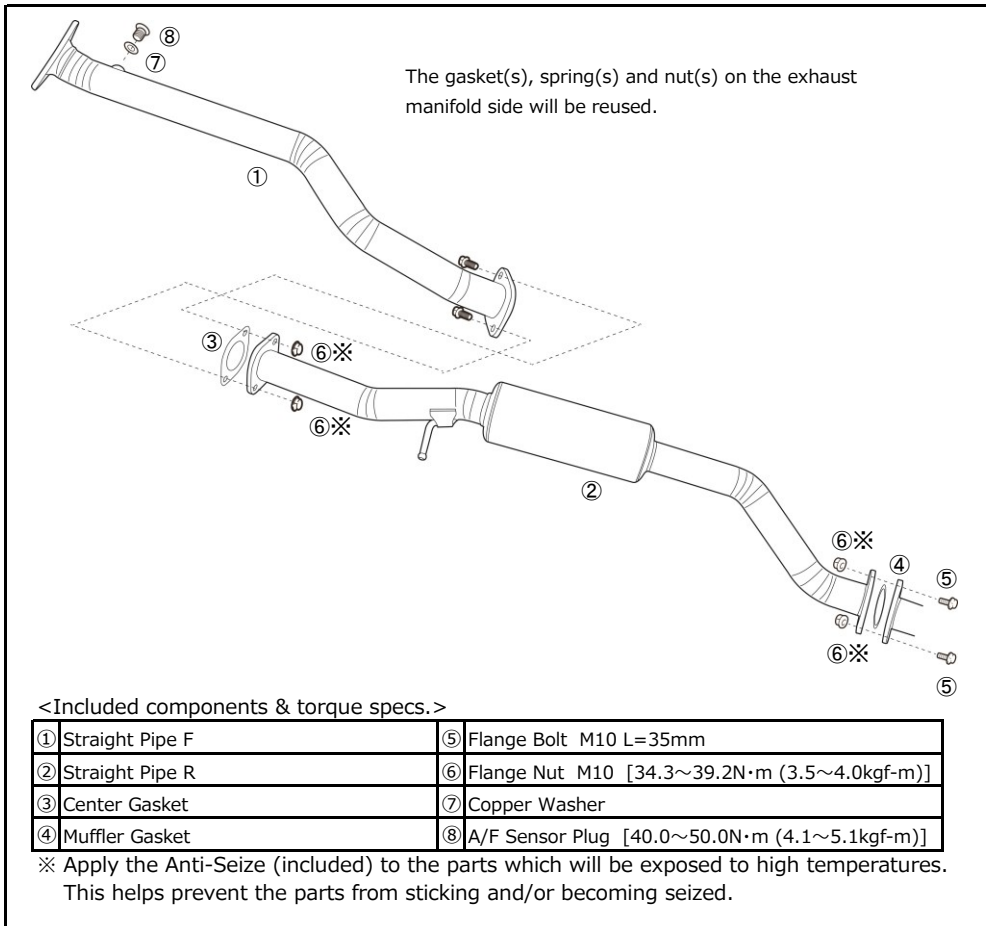 ⑧
⑦
The gasket(s), spring(s) and nut(s) on the exhaust
manifold side will be reused.
①
③
⑥※
⑥※
②
⑥※
④
⑤
⑥※
⑤
<Included components & torque specs.>
① Straight Pipe F ⑤ Flange Bolt M10 L=35mm
② Straight Pipe R ⑥ Flange Nut M10 [34.3～39.2N･m (3.5～4.0kgf-m)]
③ Center Gasket ⑦ Copper Washer
④ Muffler Gasket ⑧ A/F Sensor Plug [40.0～50.0N･m (4.1～5.1kgf-m)]
※ Apply the Anti-Seize (included) to the parts which will be exposed to high temperatures.
This helps prevent the parts from sticking and/or becoming seized.